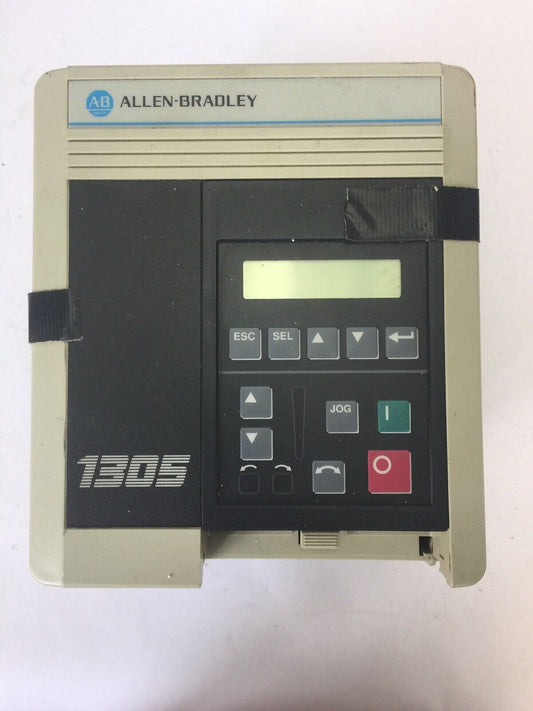 AB ALLEN-BRADLEY
ESC SEL
JOG
1305